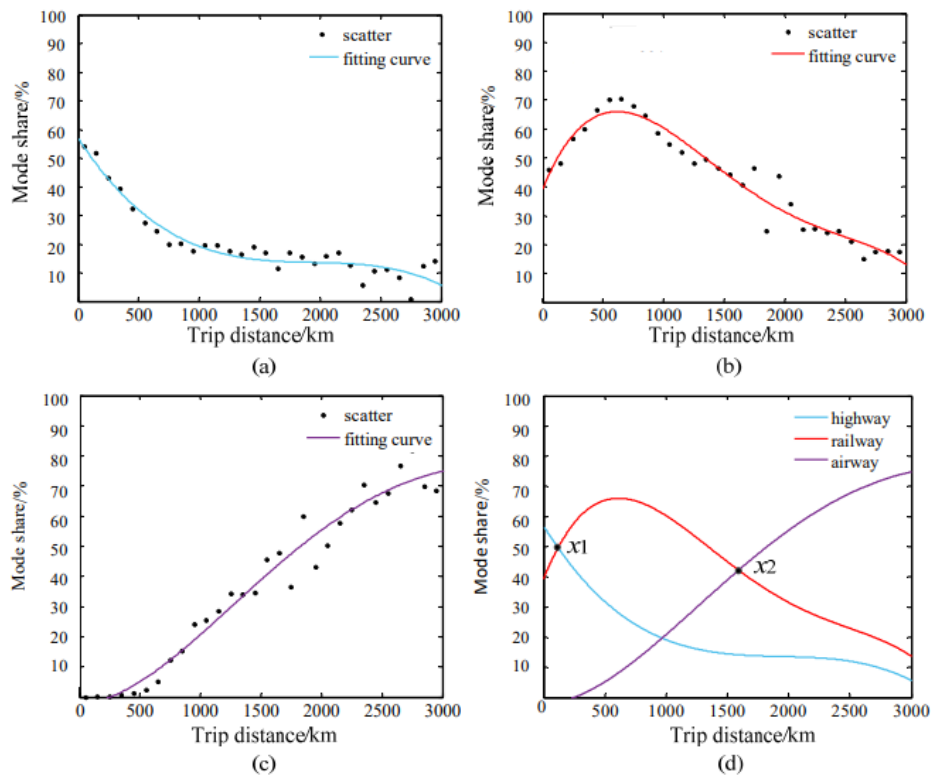 100
90
80
70
60
50
40
30
20
10
Mode share/%
scatter
fitting curve
0
500
1000
1500
2000
2500
3000
Trip distance/km
(a)
100
90
80
70
60
50
40
30
20
10
Mode share/%
scatter
fitting curve
0
500
1000
1500
2000
2500
3000
Trip distance/km
(b)
100
90
80
70
60
50
40
30
20
10
Mode share/%
scatter
fitting curve
0
500
1000
1500
2000
2500
3000
Trip distance/km
(c)
100
90
80
70
60
50
40
30
20
10
Mode share/%
highway
railway
airway
x1
x2
0
500
1000
1500
2000
2500
3000
Trip distance/km
(d)